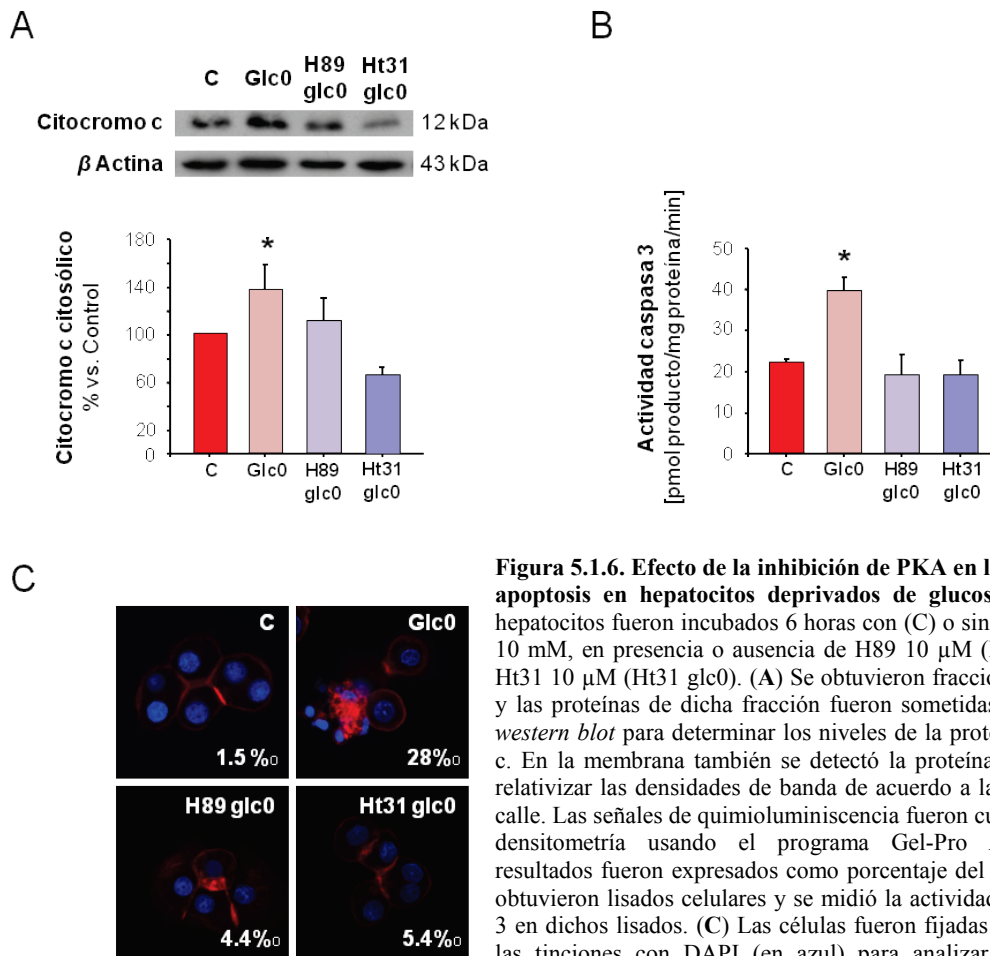 A
C Glc0 H89 glc0 Ht31 glc0
Citocromo c 12 kDa
β Actina 43 kDa
Citocromo c citosólico
% vs. Control
180
140
100
60
20
0
*
C Glc0 H89 glc0 Ht31 glc0
B
Actividad caspasa 3
[pmol producto/mg proteína/min]
50
40
30
20
10
0
*
C Glc0 H89 glc0 Ht31 glc0
C
C
1.5 %o
Glc0
28%o
H89 glc0
4.4%o
Ht31 glc0
5.4%o
Figura 5.1.6. Efecto de la inhibición de PKA en l
apoptosis en hepatocitos deprivados de glucos
hepatocitos fueron incubados 6 horas con (C) o sin
10 mM, en presencia o ausencia de H89 10 µM (
Ht31 10 µM (Ht31 glc0). (A) Se obtuvieron fracci
y las proteínas de dicha fracción fueron sometidas
western blot para determinar los niveles de la prote
c. En la membrana también se detectó la proteína
relativizar las densidades de banda de acuerdo a la
calle. Las señales de quimioluminiscencia fueron cu
densitometría usando el programa Gel-Pro
resultados fueron expresados como porcentaje del
obtuvieron lisados celulares y se midió la actividad
3 en dichos lisados. (C) Las células fueron fijadas
las tinciones con DAPI (en azul) para analizar